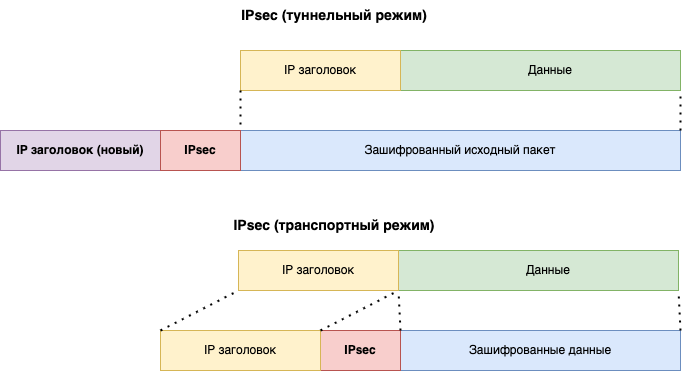 IPsec (туннельный режим)
IP заголовок Данные
IP заголовок (новый) IPsec Зашифрованный исходный пакет
IPsec (транспортный режим)
IP заголовок Данные
IP заголовок IPsec Зашифрованные данные